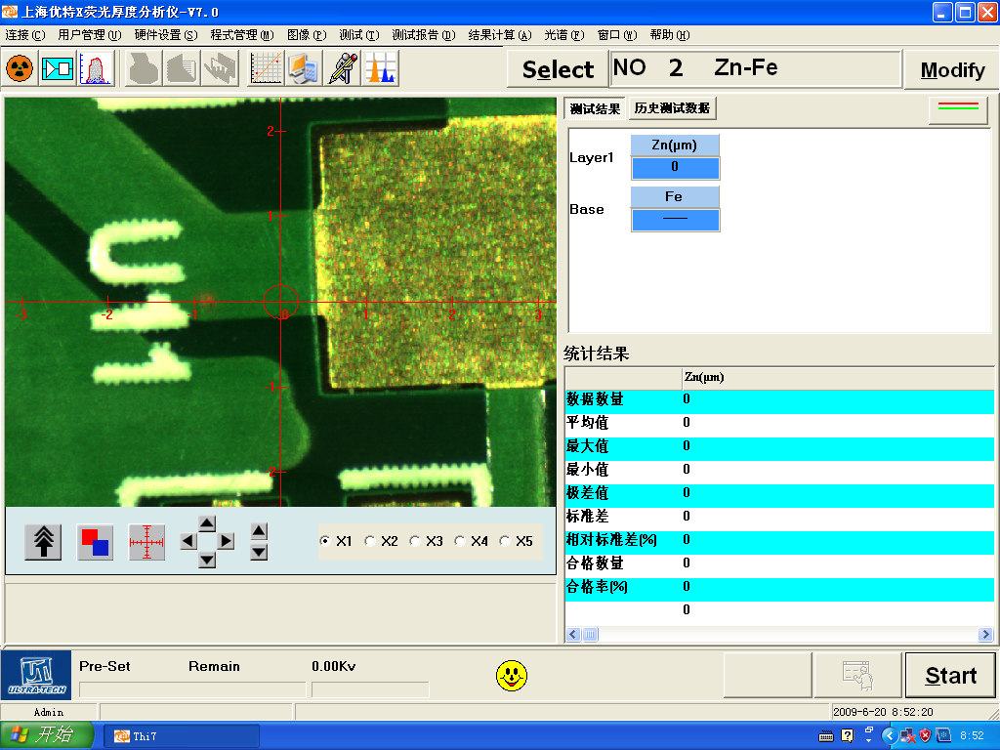 上海优特X荧光厚度分析仪-V7.0
连接(C) 用户管理(U) 硬件设置(S) 程式管理(M) 图像(P) 测试(T) 测试报告(D) 结果计算(A) 光谱(F) 窗口(W) 帮助(H)
Select NO 2 Zn-Fe Modify
测试结果 历史测试数据
Zn(μm)
Layer1 0
Fe
Base
2
1
-3 -2 -1 0 1 2 3
-1
-2
U11
统计结果
Zn(μm)
数据数量 0
平均值 0
最大值 0
最小值 0
极差值 0
标准差 0
相对标准差(%) 0
合格数量 0
合格率(%) 0
0
X1 X2 X3 X4 X5
ULTRA-TECH
Pre-Set Remain 0.00Kv
Start
Admin 2009-6-20 8:52:20
开始 Thi7 8:52